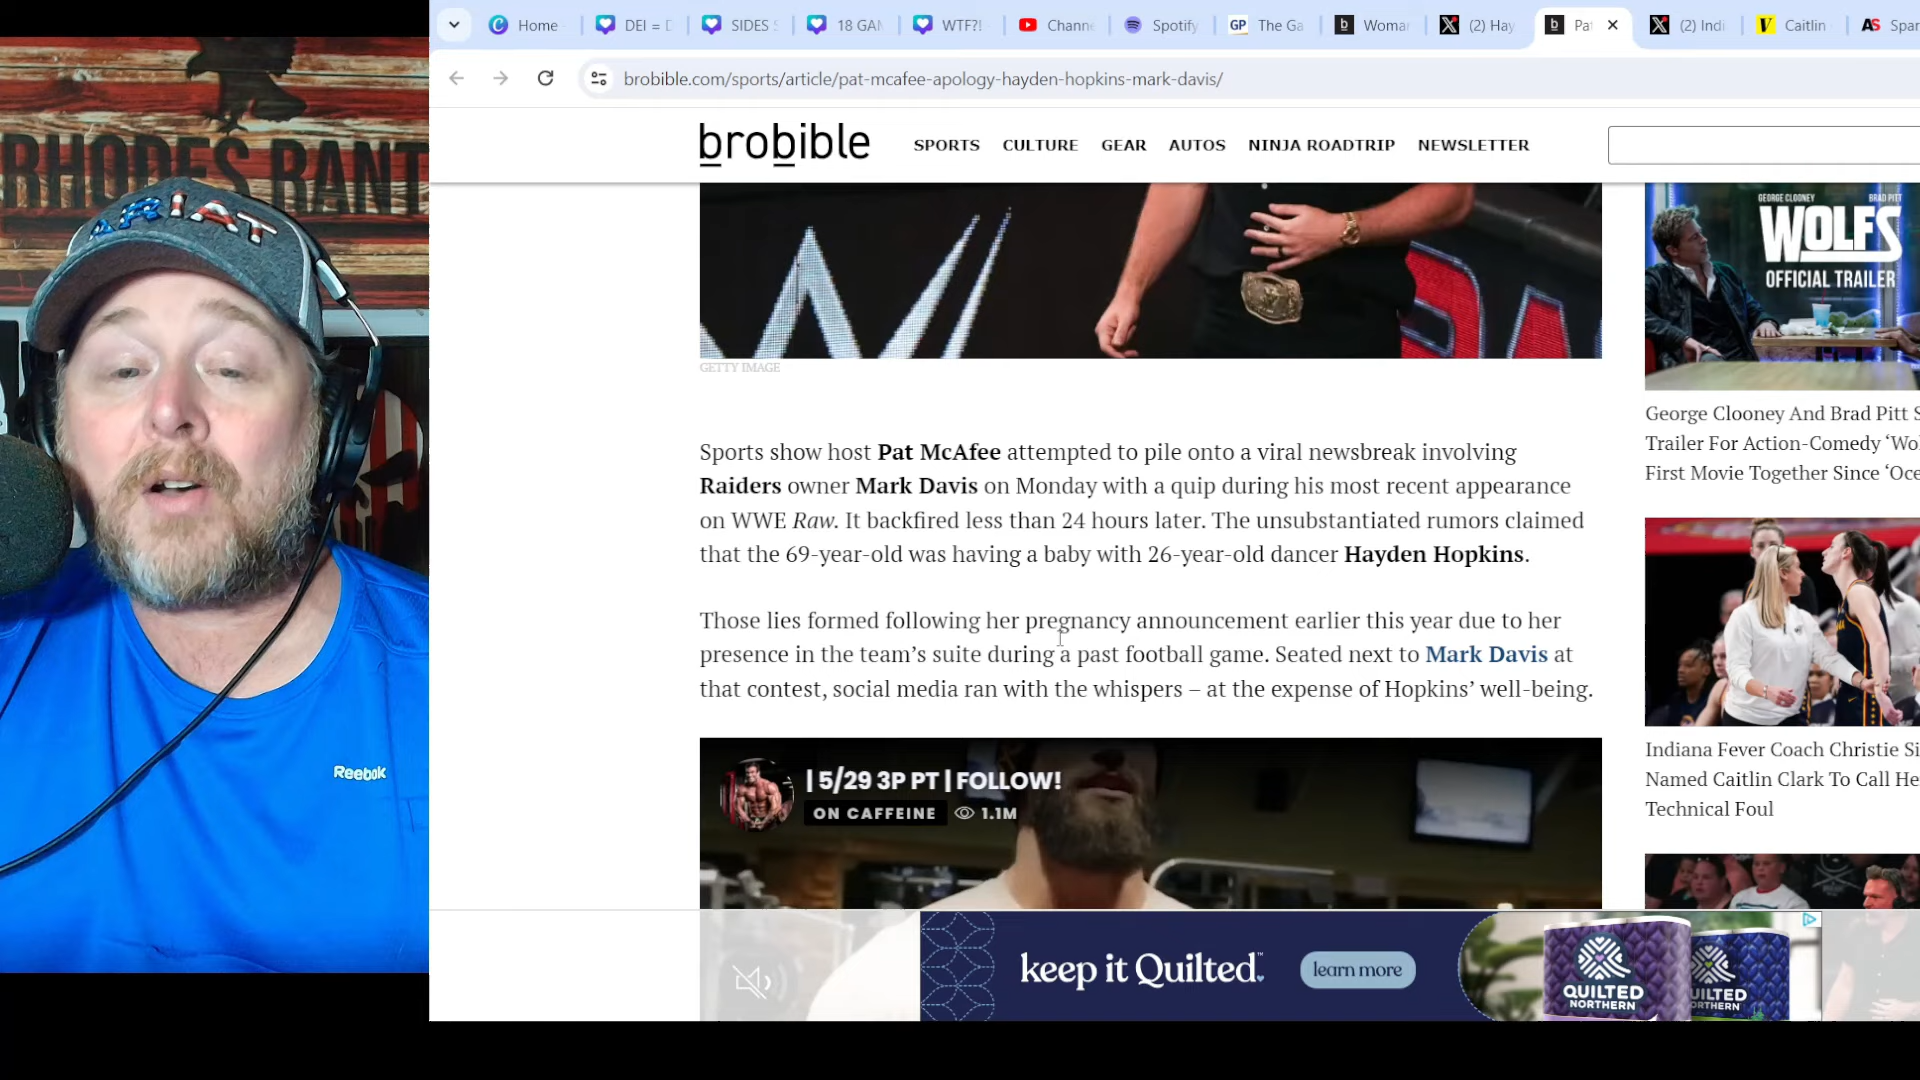 Home
DEI = D
SIDES S
18 GAM
WTF?!
Chann
Spotify
GP The Ga
Woma
(2) Hay
Pat
(2) Indi
Caitlin
AS Spar
brobible.com/sports/article/pat-mcafee-apology-hayden-hopkins-mark-davis/
brobible
SPORTS CULTURE GEAR AUTOS NINJA ROADTRIP NEWSLETTER
RHODES RANT
ARIAT
Reebok
GETTY IMAGE
Sports show host Pat McAfee attempted to pile onto a viral newsbreak involving
Raiders owner Mark Davis on Monday with a quip during his most recent appearance
on WWE Raw. It backfired less than 24 hours later. The unsubstantiated rumors claimed
that the 69-year-old was having a baby with 26-year-old dancer Hayden Hopkins.
Those lies formed following her pregnancy announcement earlier this year due to her
presence in the team’s suite during a past football game. Seated next to Mark Davis at
that contest, social media ran with the whispers – at the expense of Hopkins’ well-being.
| 5/29 3P PT | FOLLOW!
ON CAFFEINE 1.1M
GEORGE CLOONEY BRAD PITT
WOLFS
OFFICIAL TRAILER
George Clooney And Brad Pitt S
Trailer For Action-Comedy ‘Wo
First Movie Together Since ‘Oce
Indiana Fever Coach Christie Si
Named Caitlin Clark To Call He
Technical Foul
keep it Quilted.™
learn more
QUILTED
NORTHERN
UILTED
ORTHERN